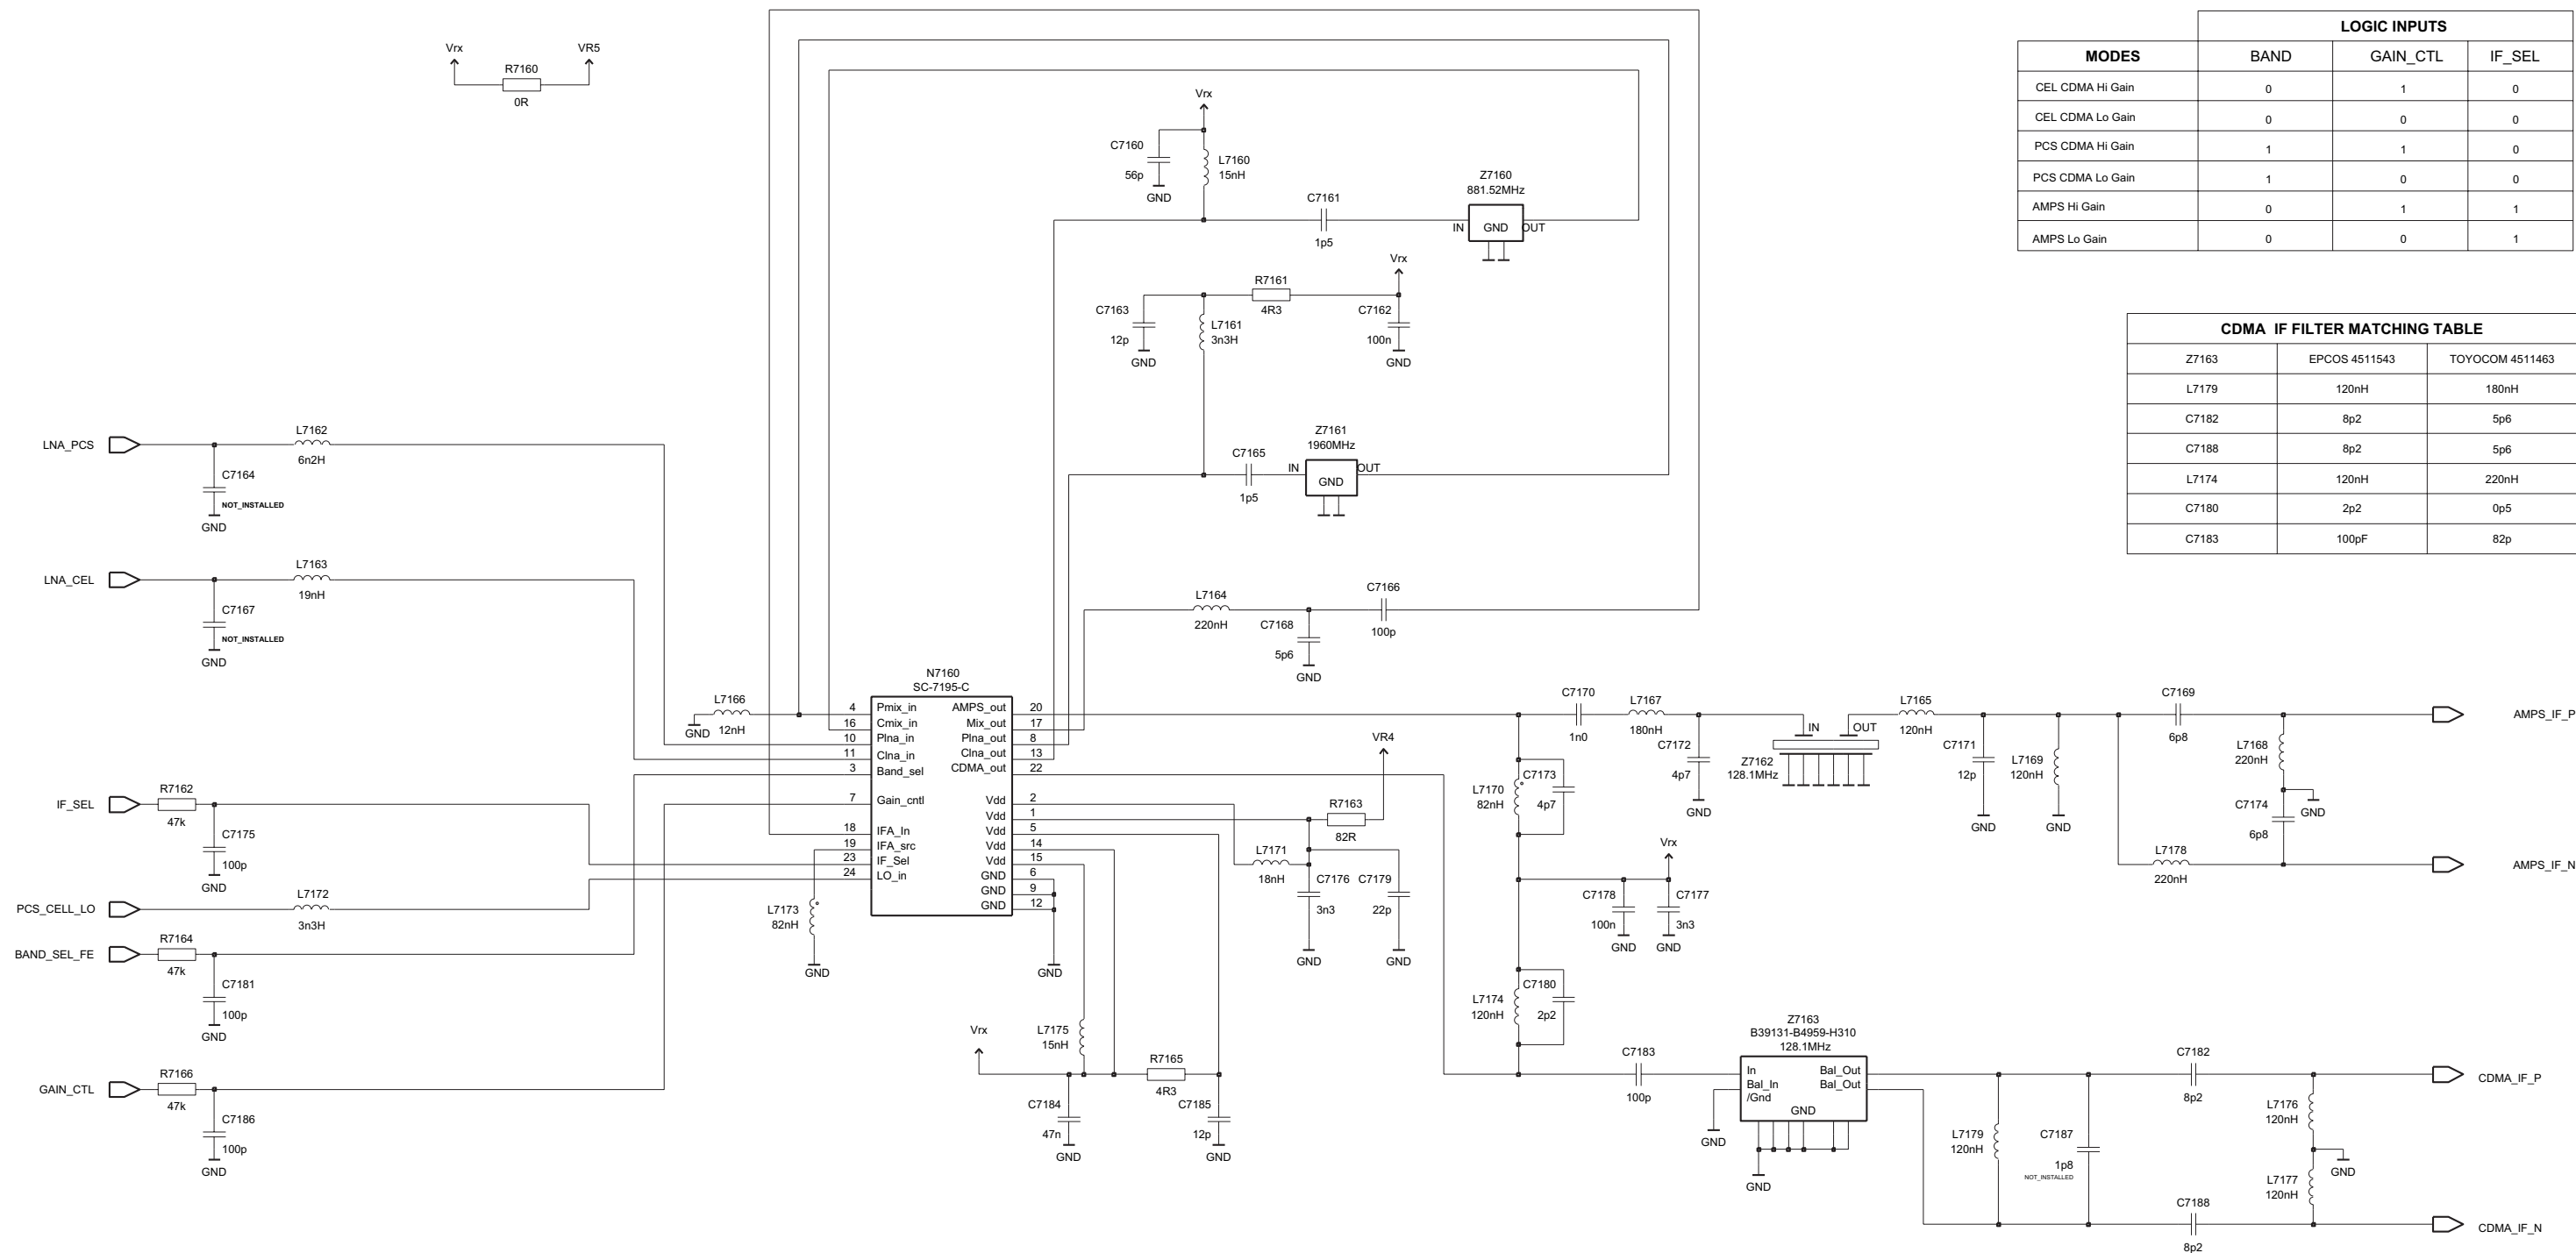 Vrx
VR5
R7160
0R
LOGIC INPUTS
MODES BAND GAIN_CTL IF_SEL
CEL CDMA Hi Gain 0 1 0
CEL CDMA Lo Gain 0 0 0
PCS CDMA Hi Gain 1 1 0
PCS CDMA Lo Gain 1 0 0
AMPS Hi Gain 0 1 1
AMPS Lo Gain 0 0 1
CDMA IF FILTER MATCHING TABLE
Z7163 EPCOS 4511543 TOYOCOM 4511463
L7179 120nH 180nH
C7182 8p2 5p6
C7188 8p2 5p6
L7174 120nH 220nH
C7180 2p2 0p5
C7183 100pF 82p
Vrx
C7160
56p
GND
L7160
15nH
C7161
1p5
Z7160
881.52MHz
IN GND OUT
Vrx
R7161
4R3
C7163
12p
GND
L7161
3n3H
C7162
100n
GND
Z7161
1960MHz
IN OUT
GND
C7165
1p5
LNA_PCS
L7162
6n2H
C7164
NOT_INSTALLED
GND
LNA_CEL
L7163
19nH
C7167
NOT_INSTALLED
GND
L7164
220nH
C7168
5p6
GND
C7166
100p
IF_SEL
R7162
47k
C7175
100p
GND
PCS_CELL_LO
L7172
3n3H
BAND_SEL_FE
R7164
47k
C7181
100p
GND
GAIN_CTL
R7166
47k
C7186
100p
GND
L7166
12nH
GND
N7160
SC-7195-C
4 Pmix_in AMPS_out 20
16 Cmix_in Mix_out 17
10 Plna_in Plna_out 8
11 Clna_in Clna_out 13
3 Band_sel CDMA_out 22
7 Gain_cntl Vdd 2
Vdd 1
18 IFA_In Vdd 5
19 IFA_src Vdd 14
23 IF_Sel Vdd 15
24 LO_in GND 6
GND 9
GND 12
L7173
82nH
GND
GND
VR4
R7163
82R
L7171
18nH
C7176
3n3
GND
C7179
22p
GND
Vrx
L7175
15nH
R7165
4R3
C7184
47n
GND
C7185
12p
GND
C7170
1n0
L7167
180nH
C7172
4p7
GND
IN OUT
Z7162
128.1MHz
L7165
120nH
C7171
12p
GND
L7169
120nH
GND
C7169
6p8
L7168
220nH
GND
C7174
6p8
L7178
220nH
AMPS_IF_P
AMPS_IF_N
L7170
82nH
C7173
4p7
Vrx
C7178
100n
GND
C7177
3n3
GND
L7174
120nH
C7180
2p2
C7183
100p
Z7163
B39131-B4959-H310
128.1MHz
In Bal_Out
Bal_In Bal_Out
/Gnd
GND
GND
GND
L7179
120nH
C7187
1p8
NOT_INSTALLED
C7182
8p2
L7176
120nH
GND
L7177
120nH
C7188
8p2
CDMA_IF_P
CDMA_IF_N